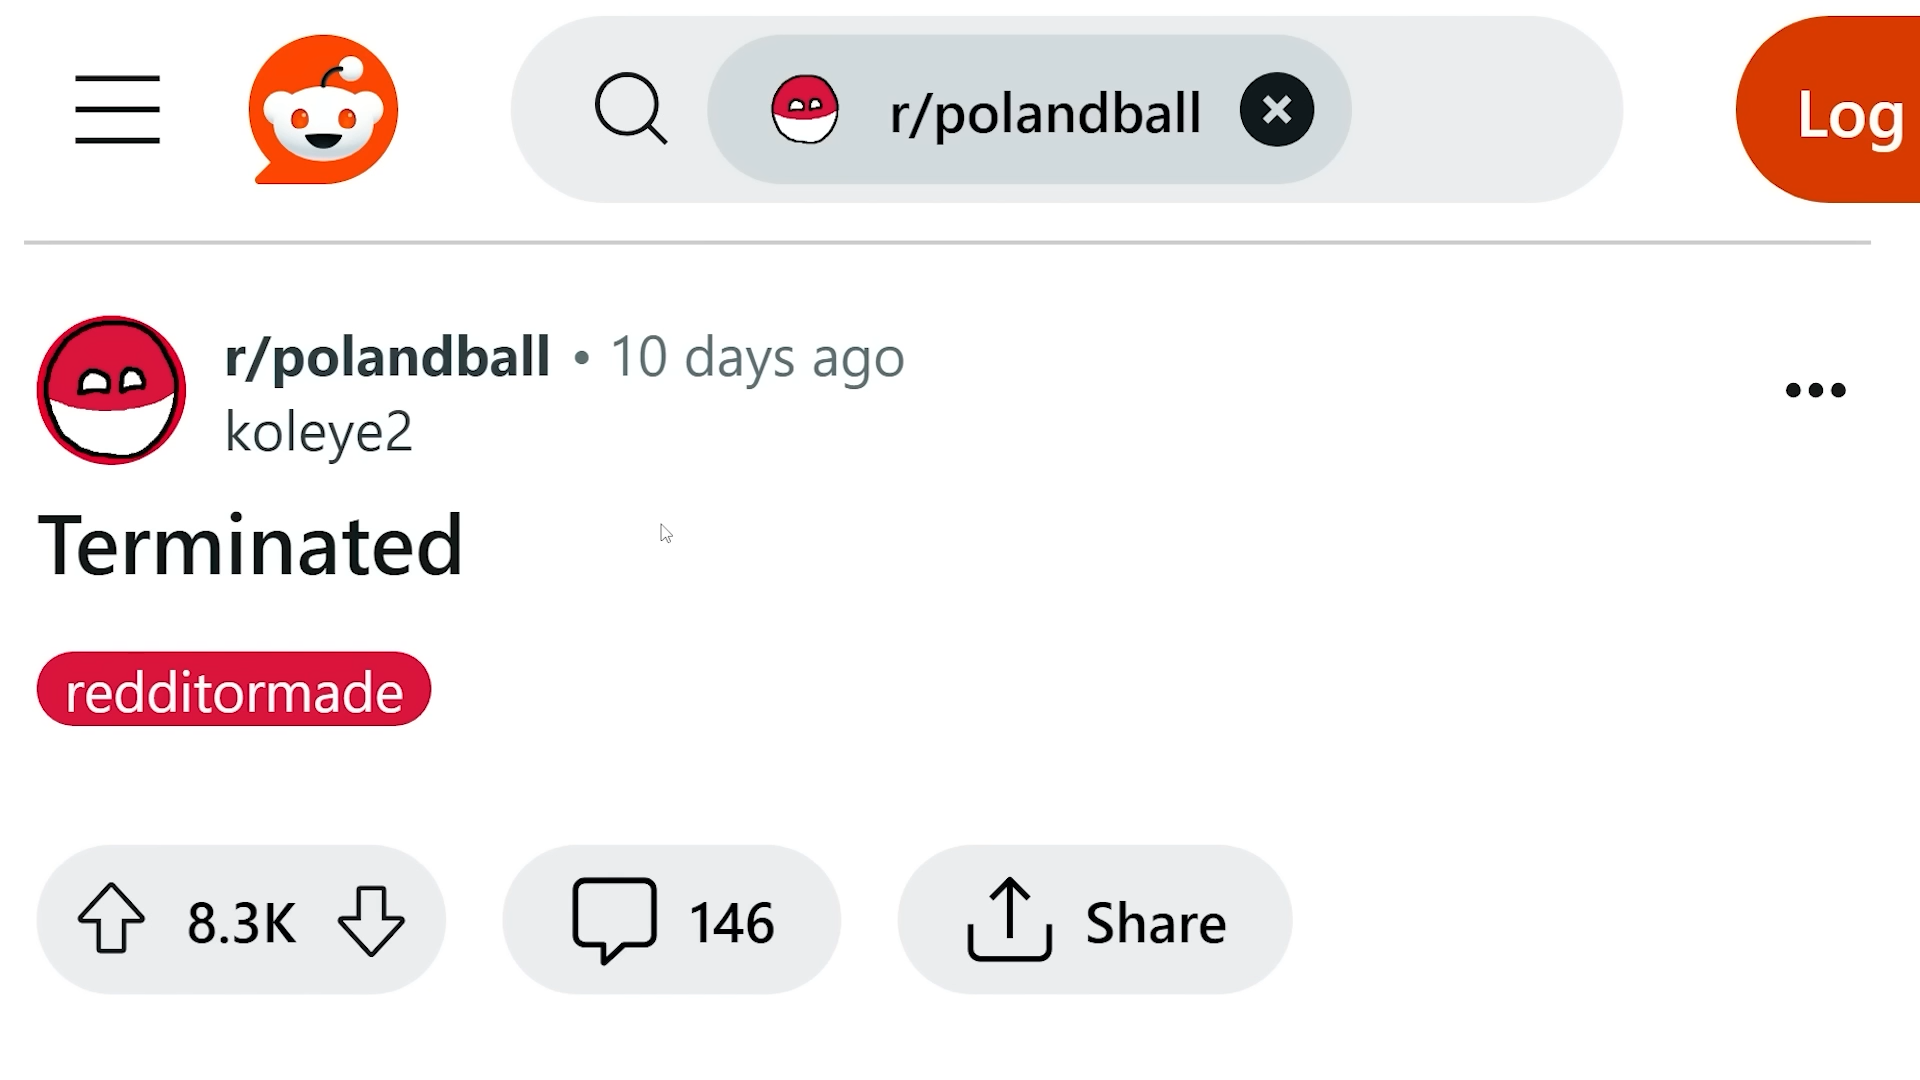 r/polandball
Log
r/polandball • 10 days ago
koleye2
Terminated
redditormade
8.3K
146
Share